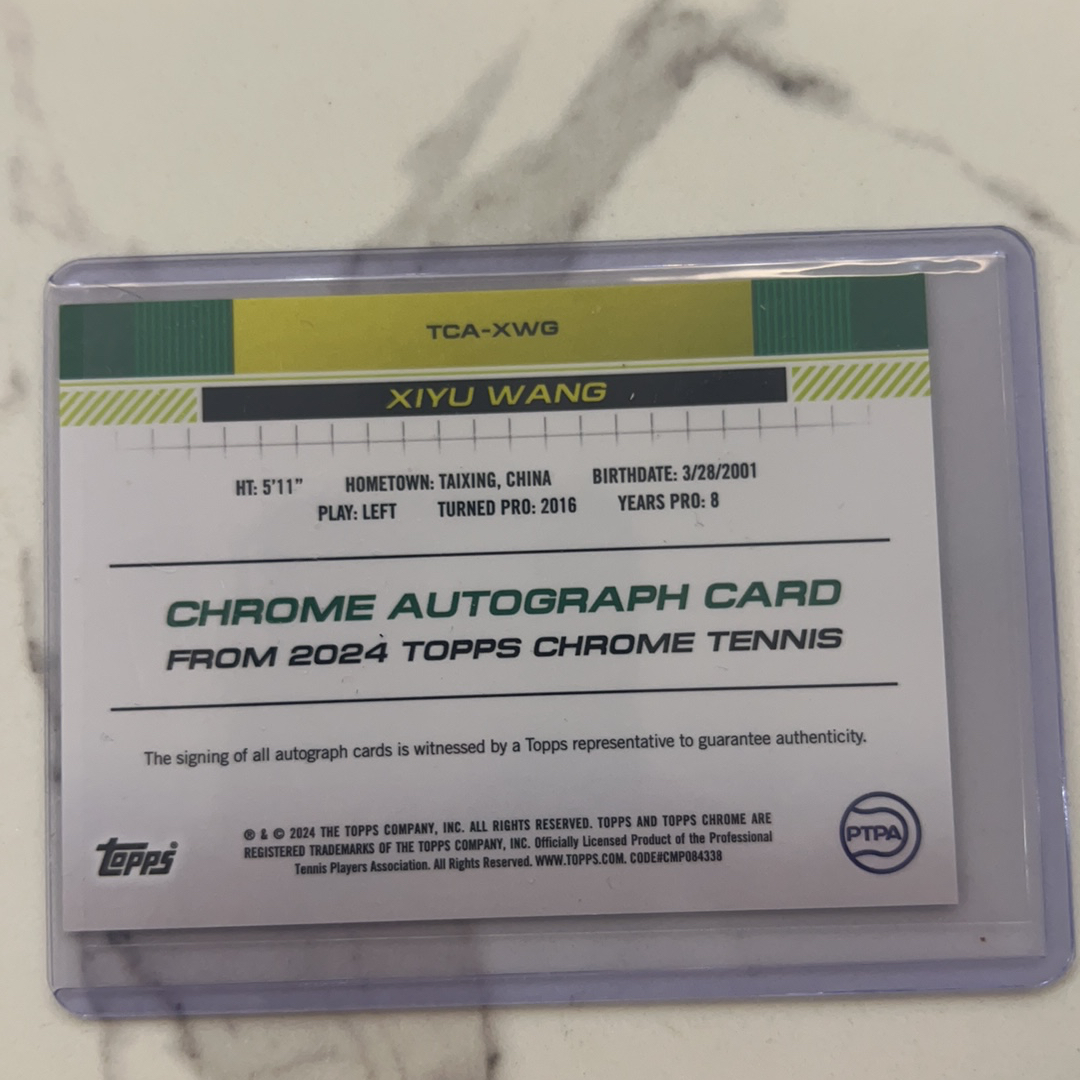 TCA-XWG
XIYU WANG
HT: 5'11" HOMETOWN: TAIXING, CHINA BIRTHDATE: 3/28/2001
PLAY: LEFT TURNED PRO: 2016 YEARS PRO: 8
CHROME AUTOGRAPH CARD
FROM 2024 TOPPS CHROME TENNIS
The signing of all autograph cards is witnessed by a Topps representative to guarantee authenticity.
® & © 2024 THE TOPPS COMPANY, INC. ALL RIGHTS RESERVED. TOPPS AND TOPPS CHROME ARE
REGISTERED TRADEMARKS OF THE TOPPS COMPANY, INC. Officially Licensed Product of the Professional
Tennis Players Association. All Rights Reserved. WWW.TOPPS.COM. CODE#CMP084338
topps
PTPA